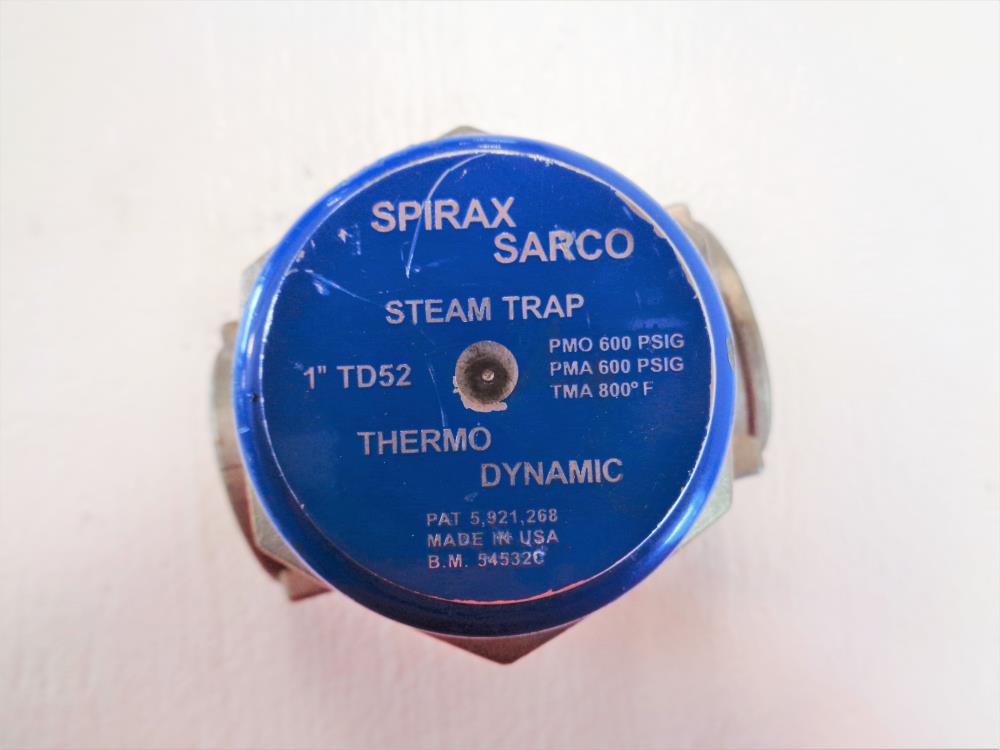 SPIRAX
SARCO
STEAM TRAP
1" TD52
PMO 600 PSIG
PMA 600 PSIG
TMA 800° F
THERMO
DYNAMIC
PAT 5,921,268
MADE IN USA
B.M. 54532C